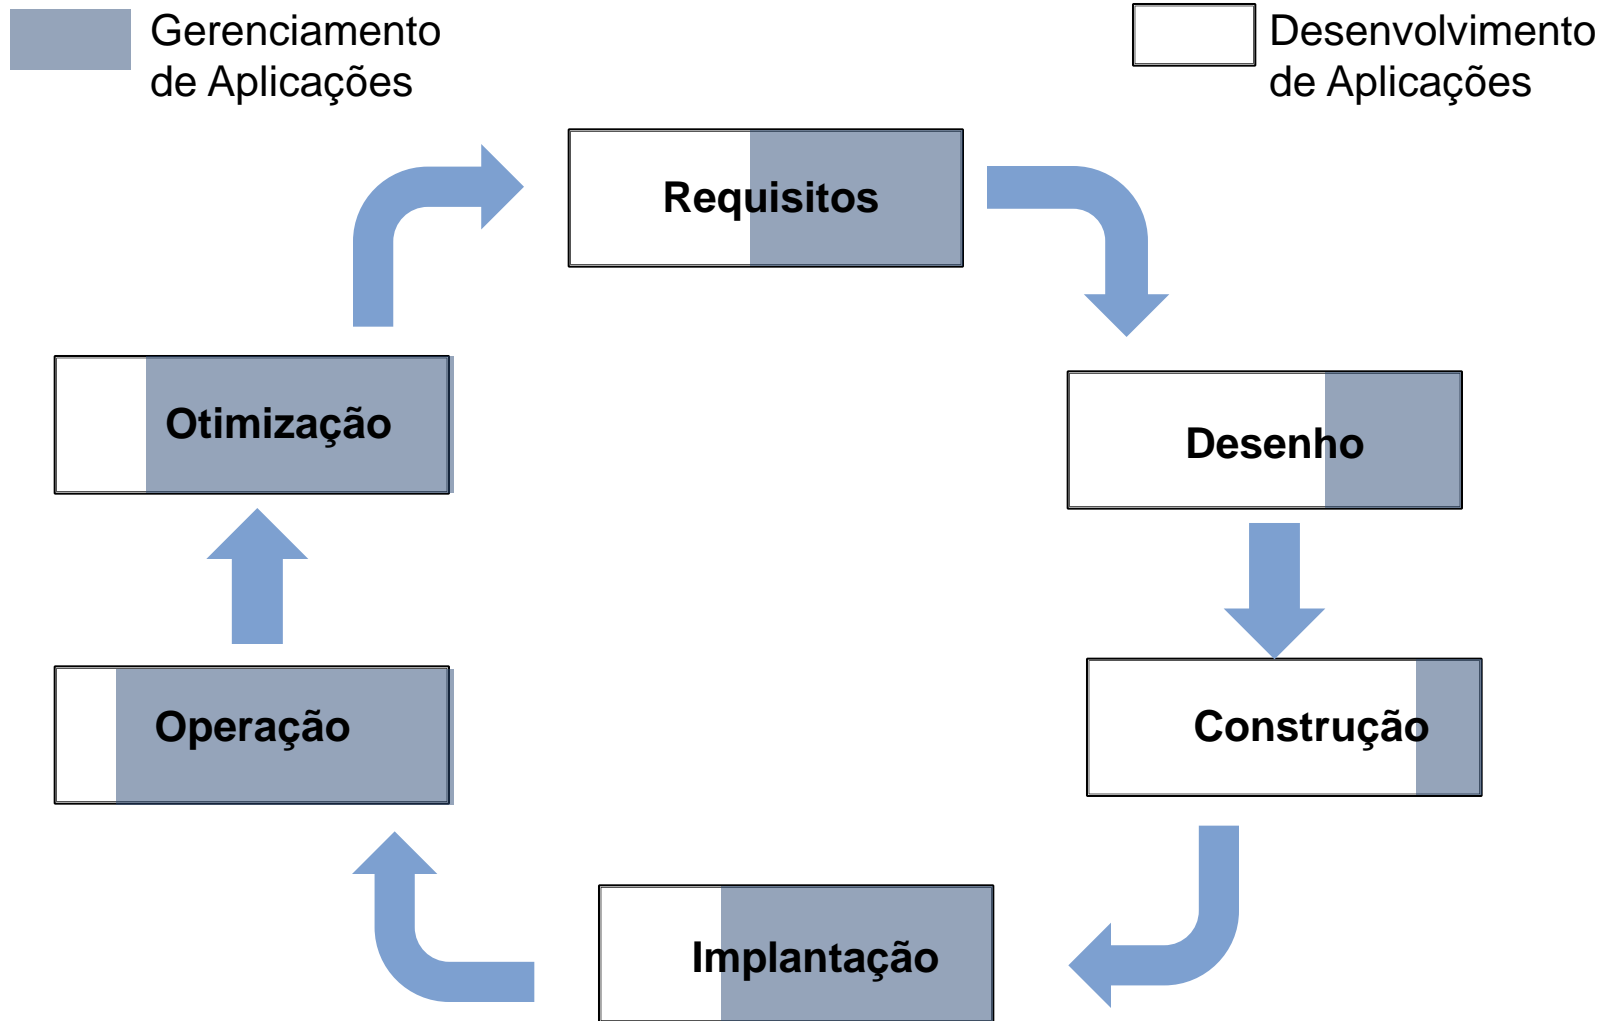 Gerenciamento
de Aplicações
Desenvolvimento
de Aplicações
Requisitos
Otimização
Desenho
Operação
Construção
Implantação